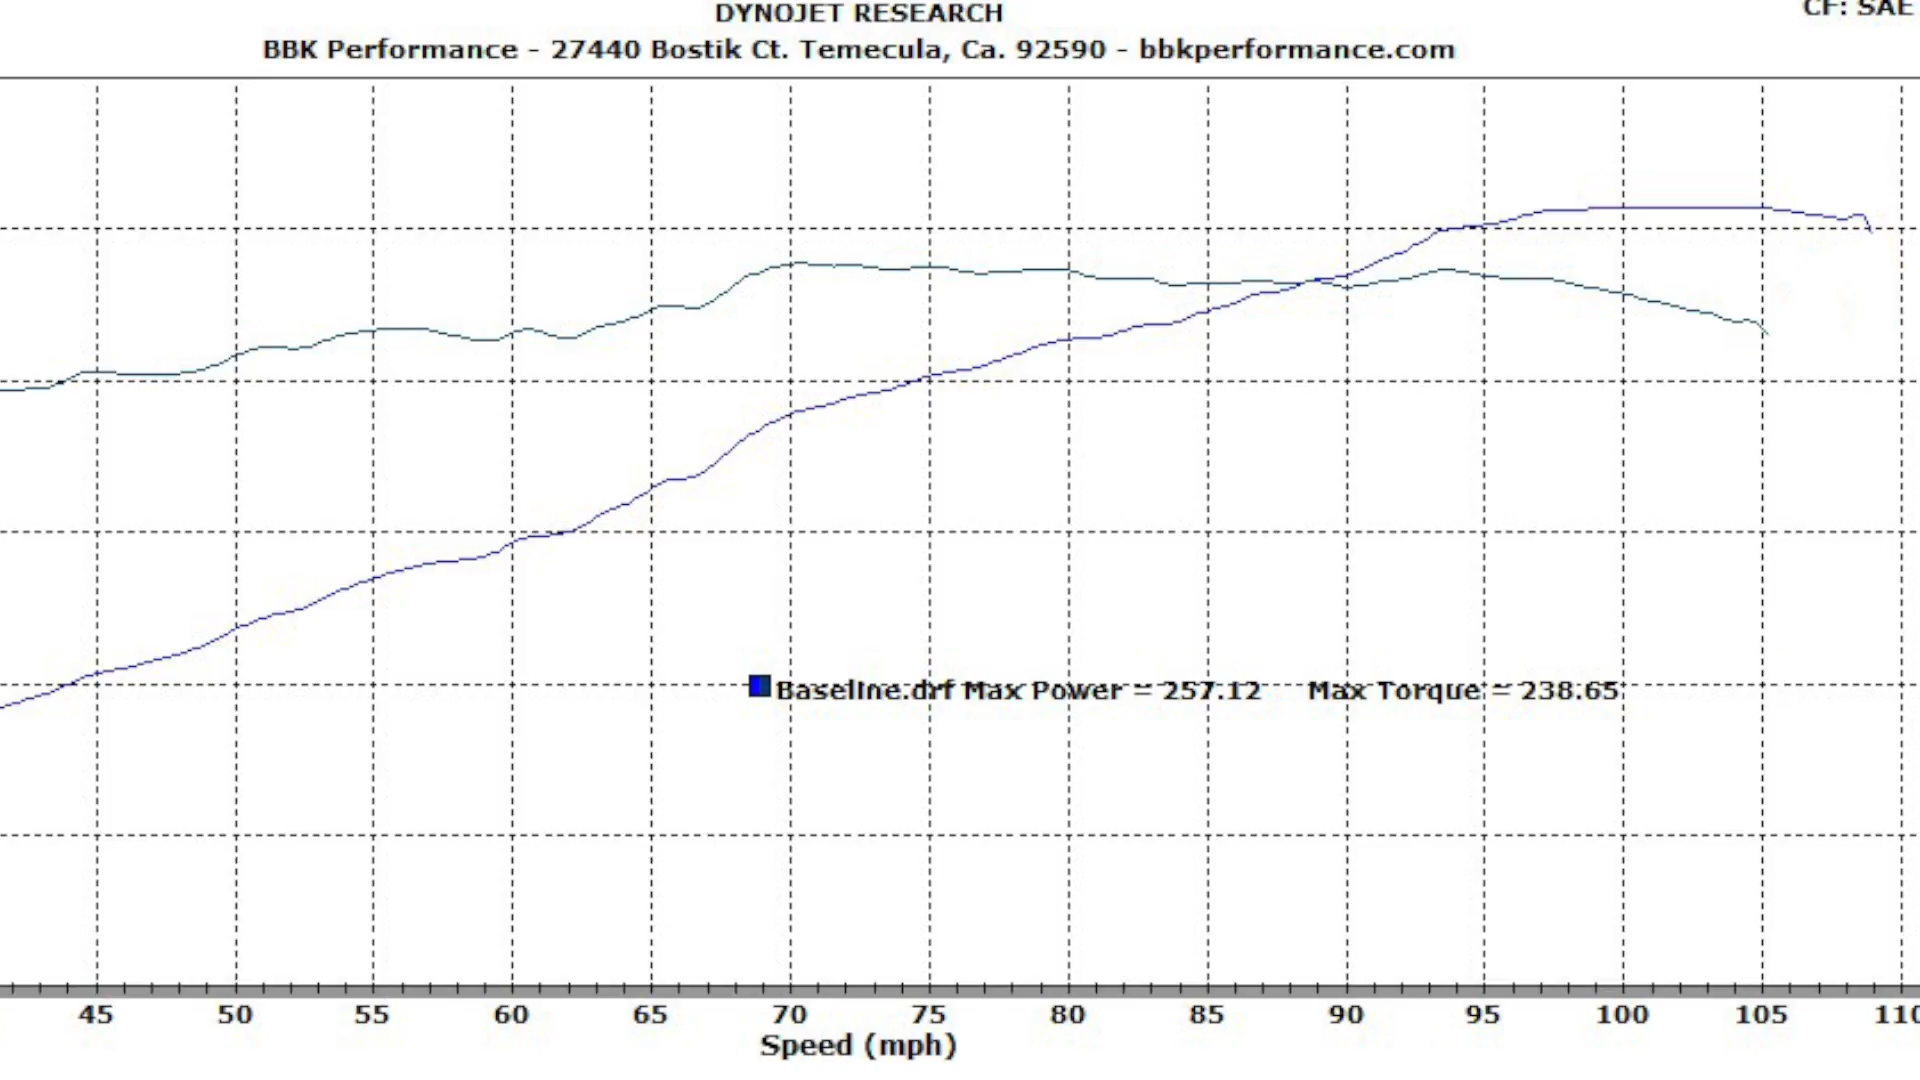 DYNOJET RESEARCH
CF: SAE
BBK Performance - 27440 Bostik Ct. Temecula, Ca. 92590 - bbkperformance.com
Baseline.drf Max Power = 257.12 Max Torque = 238.65
45 50 55 60 65 70 75 80 85 90 95 100 105 110
Speed (mph)